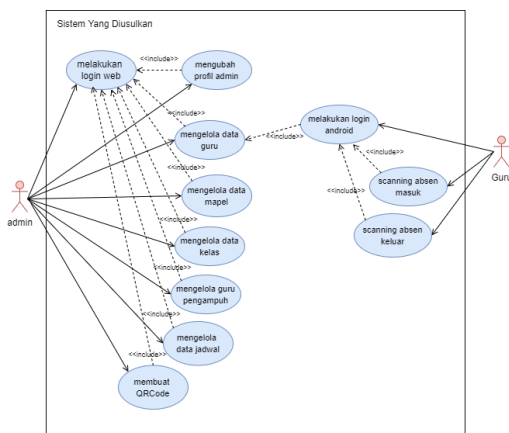 Sistem Yang Diusulkan
melakukan
login web
<<include>>
mengubah
profil admin
<<include>>
mengelola data
guru
<<include>>
melakukan login
android
<<include>>
mengelola data
mapel
<<include>>
scanning absen
masuk
<<include>>
Guru
admin
mengelola data
kelas
<<include>>
scanning absen
keluar
mengelola guru
pengampuh
<<include>>
mengelola
data jadwal
<<include>>
membuat
QRCode
<<include>>